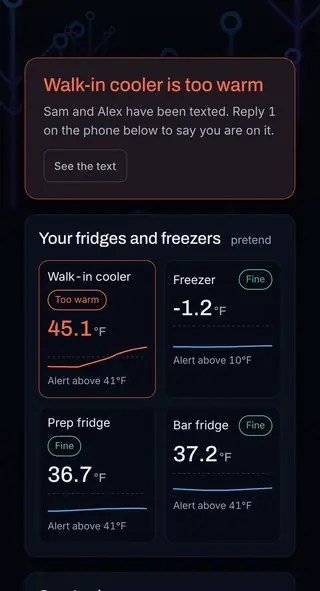 Walk-in cooler is too warm
Sam and Alex have been texted. Reply 1
on the phone below to say you are on it.
See the text
Your fridges and freezers pretend
Walk-in cooler
Too warm
45.1°F
Alert above 41°F
Freezer Fine
-1.2°F
Alert above 10°F
Prep fridge
Fine
36.7°F
Alert above 41°F
Bar fridge Fine
37.2°F
Alert above 41°F